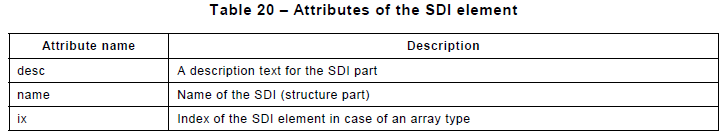 Table 20 – Attributes of the SDI element
Attribute name Description
desc A description text for the SDI part
name Name of the SDI (structure part)
ix Index of the SDI element in case of an array type